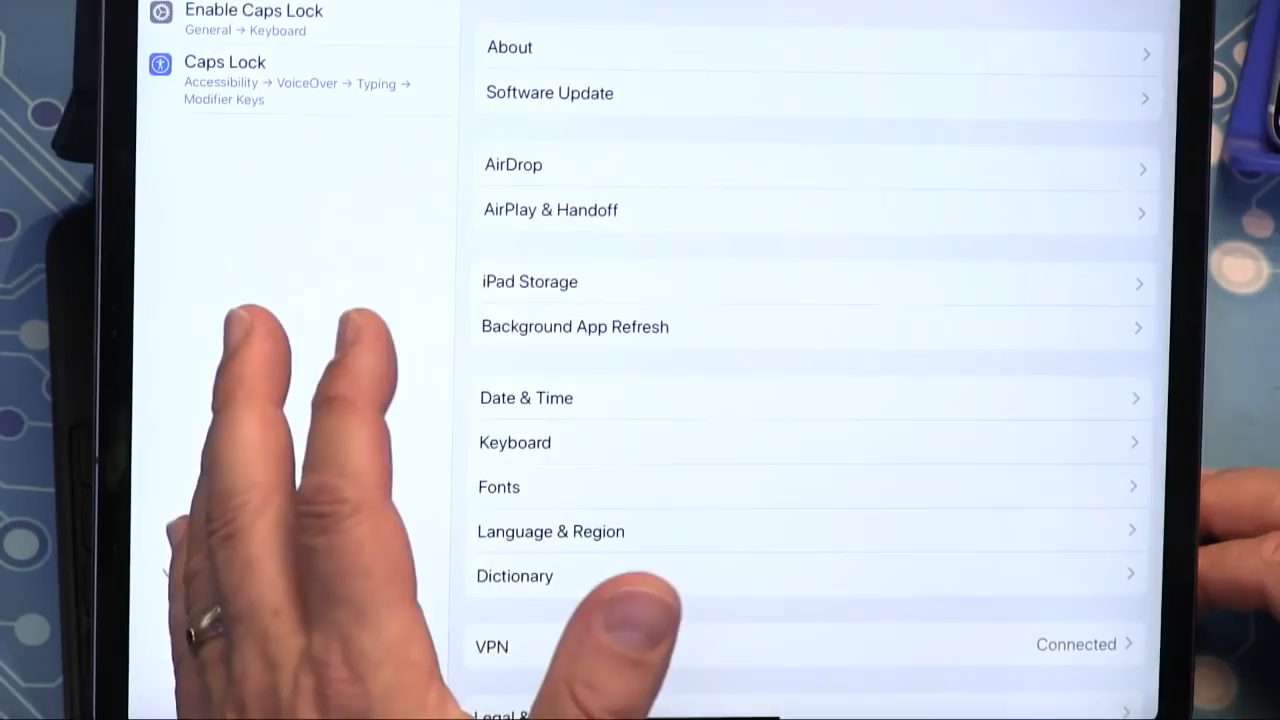 Enable Caps Lock
General → Keyboard
Caps Lock
Accessibility → VoiceOver → Typing →
Modifier Keys
About
Software Update
AirDrop
AirPlay & Handoff
iPad Storage
Background App Refresh
Date & Time
Keyboard
Fonts
Language & Region
Dictionary
VPN
Connected
Legal &